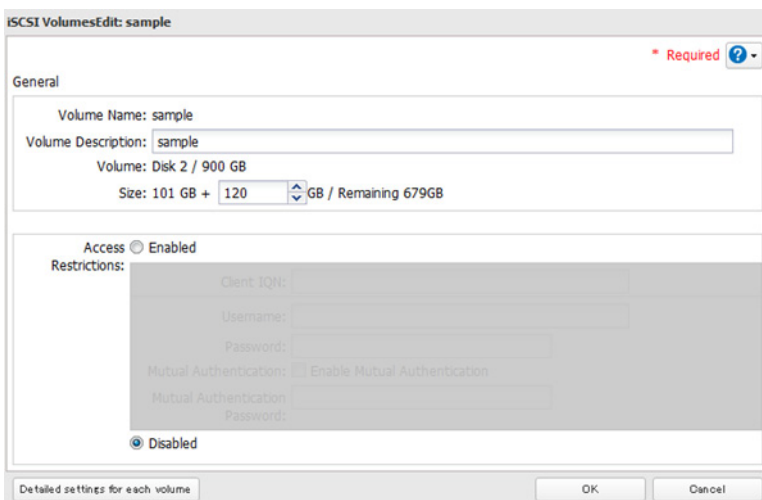 iSCSI VolumesEdit: sample
* Required
General
Volume Name: sample
Volume Description: sample
Volume: Disk 2 / 900 GB
Size: 101 GB + 120 GB / Remaining 679GB
Access Restrictions: Enabled
Client IQN:
Username:
Password:
Mutual Authentication: Enable Mutual Authentication
Mutual Authentication Password:
Disabled
Detailed settings for each volume OK Cancel